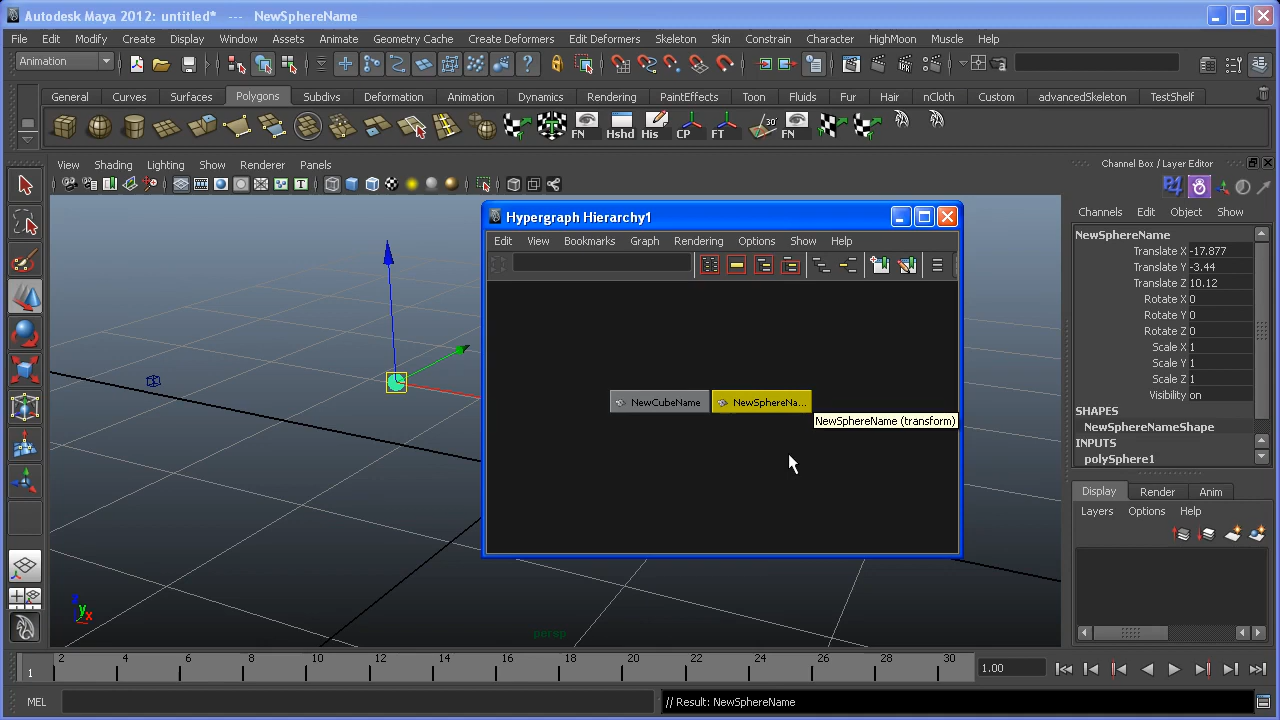 Autodesk Maya 2012: untitled* --- NewSphereName
File Edit Modify Create Display Window Assets Animate Geometry Cache Create Deformers Edit Deformers Skeleton Skin Constrain Character HighMoon Muscle Help
Animation
General Curves Surfaces Polygons Subdivs Deformation Animation Dynamics Rendering PaintEffects Toon Fluids Fur Hair nCloth Custom advancedSkeleton TestShelf
FN Hshd His CP FT 30 FN
View Shading Lighting Show Renderer Panels
Channel Box / Layer Editor
Channels Edit Object Show
NewSphereName
Translate X -17.877
Translate Y -3.44
Translate Z 10.12
Rotate X 0
Rotate Y 0
Rotate Z 0
Scale X 1
Scale Y 1
Scale Z 1
Visibility on
SHAPES
NewSphereNameShape
INPUTS
polySphere1
Display Render Anim
Layers Options Help
Hypergraph Hierarchy1
Edit View Bookmarks Graph Rendering Options Show Help
NewCubeName NewSphereNa...
NewSphereName (transform)
z y x
persp
1 2 4 6 8 10 12 14 16 18 20 22 24 26 28 30 1.00
MEL // Result: NewSphereName